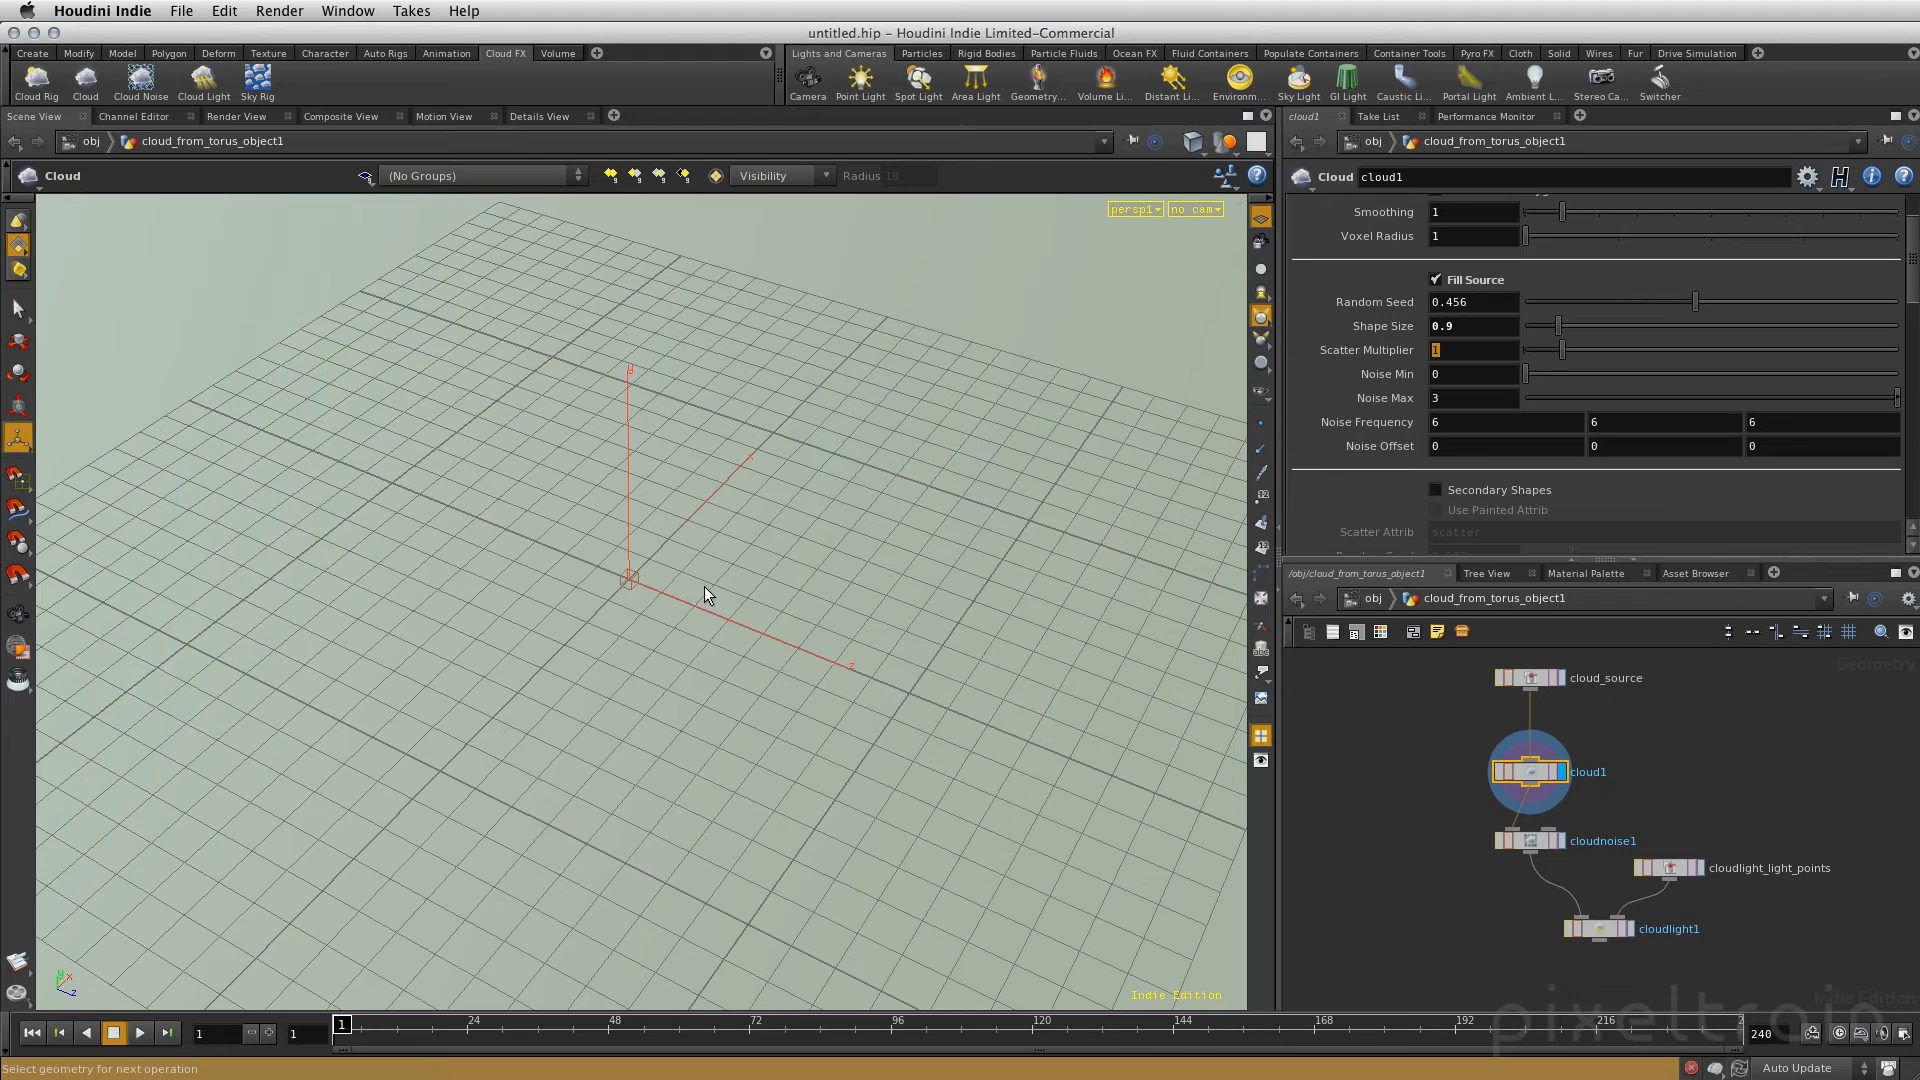 Houdini Indie File Edit Render Window Takes Help
untitled.hip – Houdini Indie Limited-Commercial
Create Modify Model Polygon Deform Texture Character Auto Rigs Animation Cloud FX Volume
Lights and Cameras Particles Rigid Bodies Particle Fluids Ocean FX Fluid Containers Populate Containers Container Tools Pyro FX Cloth Solid Wires Fur Drive Simulation
Cloud Rig Cloud Cloud Noise Cloud Light Sky Rig
Camera Point Light Spot Light Area Light Geometry... Volume Li... Distant Li... Environm... Sky Light GI Light Caustic Li... Portal Light Ambient L... Stereo Ca... Switcher
Scene View Channel Editor Render View Composite View Motion View Details View
cloud1 Take List Performance Monitor
obj cloud_from_torus_object1
obj cloud_from_torus_object1
Cloud (No Groups) Visibility Radius 10
Cloud cloud1
persp1 no cam
Smoothing 1
Voxel Radius 1
Fill Source
Random Seed 0.456
Shape Size 0.9
Scatter Multiplier 1
Noise Min 0
Noise Max 3
Noise Frequency 6 6 6
Noise Offset 0 0 0
Secondary Shapes
Use Painted Attrib
Scatter Attrib scatter
y
x
z
/obj/cloud_from_torus_object1 Tree View Material Palette Asset Browser
obj cloud_from_torus_object1
Geometry
cloud_source
cloud1
cloudnoise1
cloudlight_light_points
cloudlight1
Indie Edition
y x
z
Indie Edition
pixeltrain
1 1 1 24 48 72 96 120 144 168 192 216 2 240
Select geometry for next operation
Auto Update